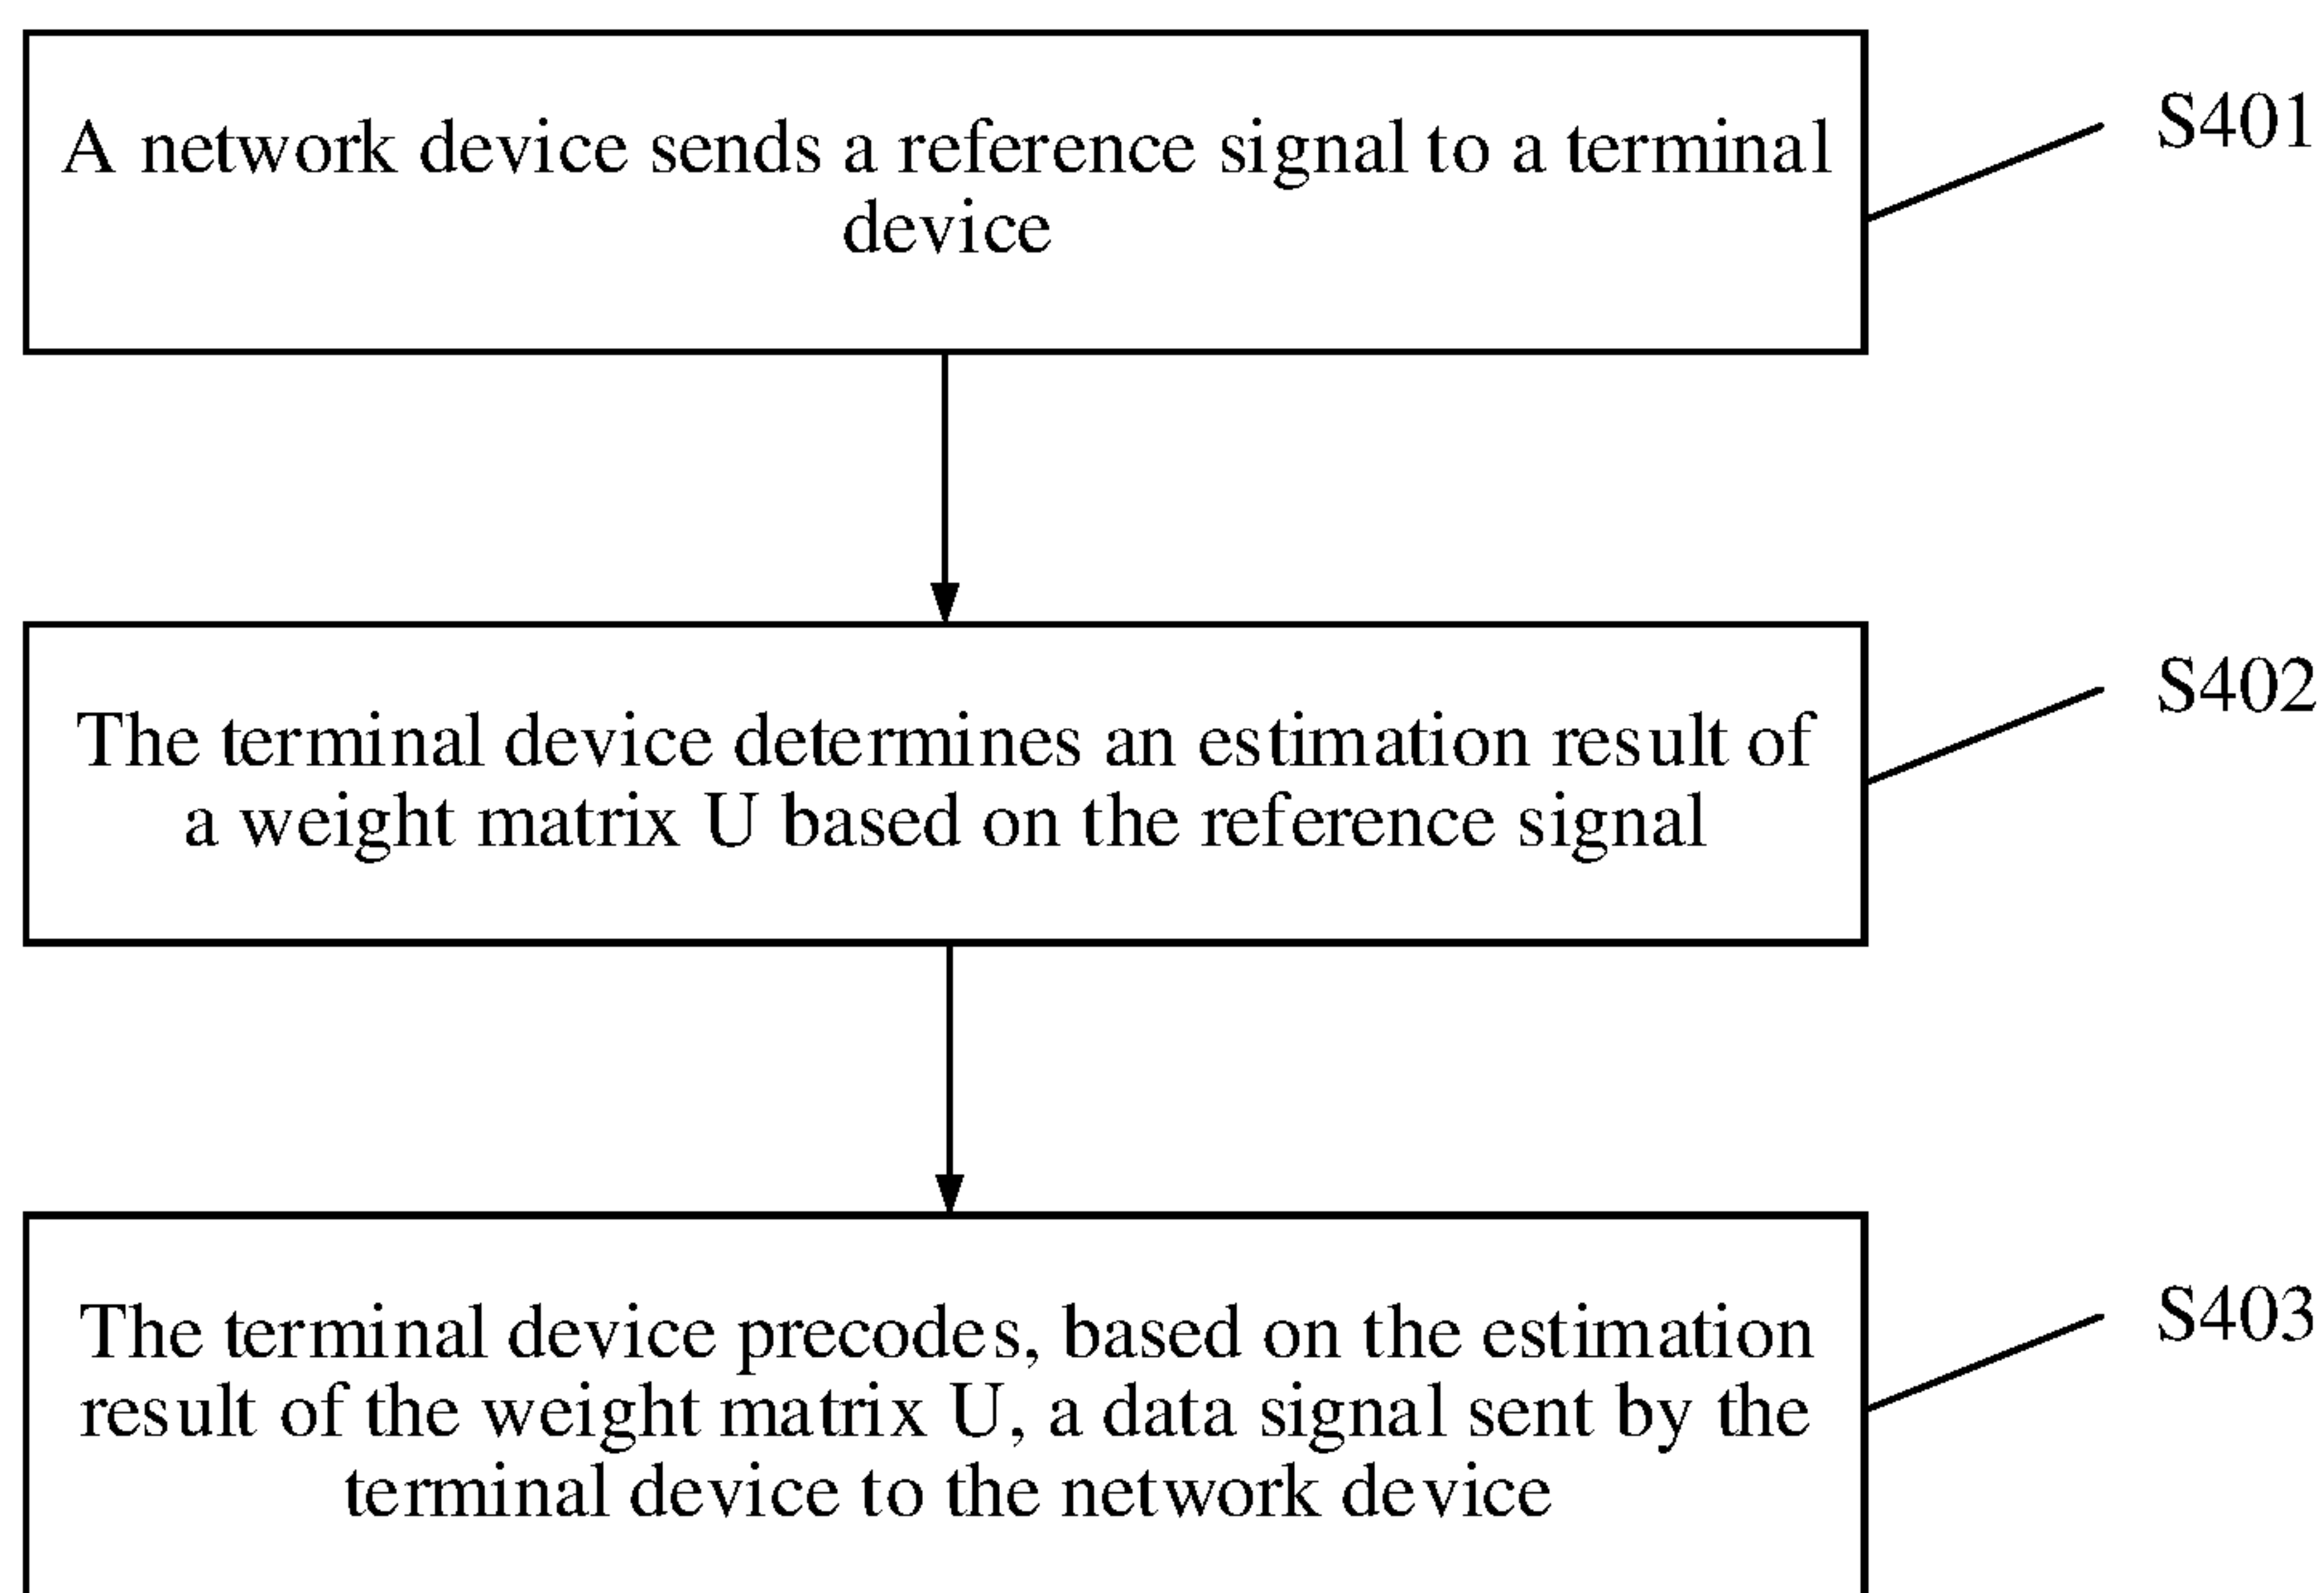 A network device sends a reference signal to a terminal
device
S401
The terminal device determines an estimation result of
a weight matrix U based on the reference signal
S402
The terminal device precodes, based on the estimation
result of the weight matrix U, a data signal sent by the
terminal device to the network device
S403